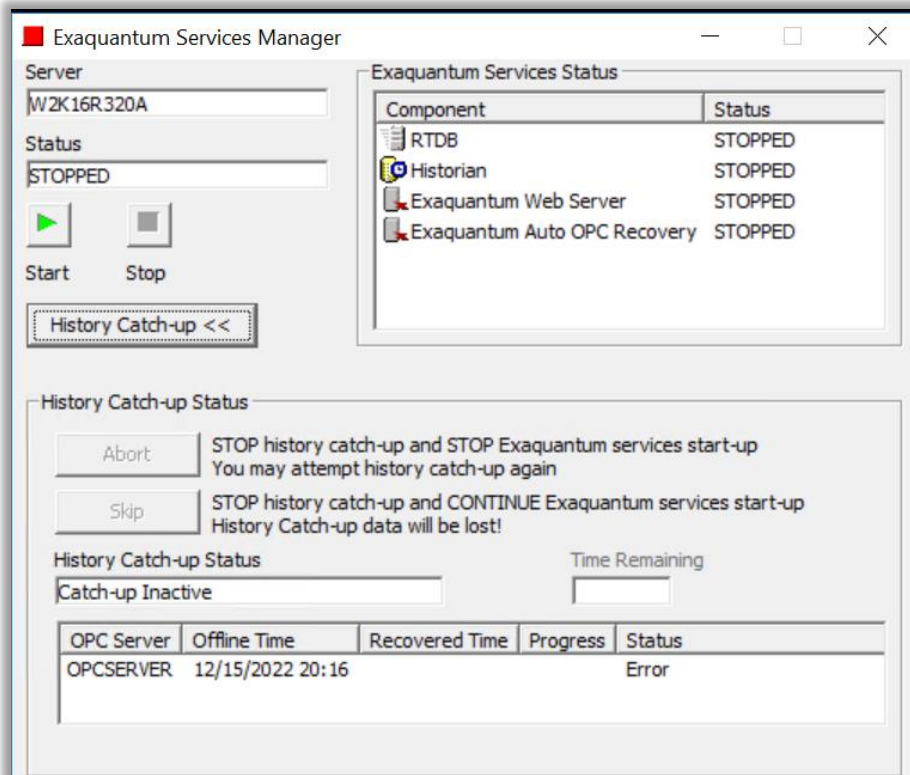 Exaquantum Services Manager
Server
W2K16R320A
Status
STOPPED
Start Stop
History Catch-up <<
Exaquantum Services Status
Component Status
RTDB STOPPED
Historian STOPPED
Exaquantum Web Server STOPPED
Exaquantum Auto OPC Recovery STOPPED
History Catch-up Status
Abort
STOP history catch-up and STOP Exaquantum services start-up
You may attempt history catch-up again
Skip
STOP history catch-up and CONTINUE Exaquantum services start-up
History Catch-up data will be lost!
History Catch-up Status Time Remaining
Catch-up Inactive
OPC Server Offline Time Recovered Time Progress Status
OPCSERVER 12/15/2022 20:16 Error